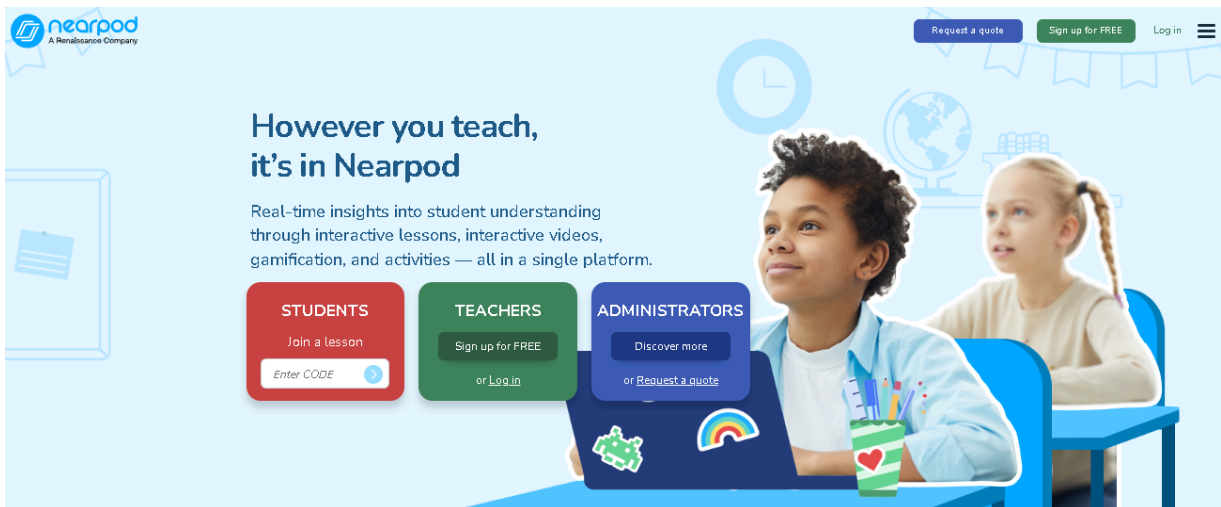 nearpod
A Renaissance Company
Request a quote
Sign up for FREE
Log in
However you teach,
it's in Nearpod
Real-time insights into student understanding
through interactive lessons, interactive videos,
gamification, and activities — all in a single platform.
STUDENTS
Join a lesson
Enter CODE
TEACHERS
Sign up for FREE
or Log in
ADMINISTRATORS
Discover more
or Request a quote